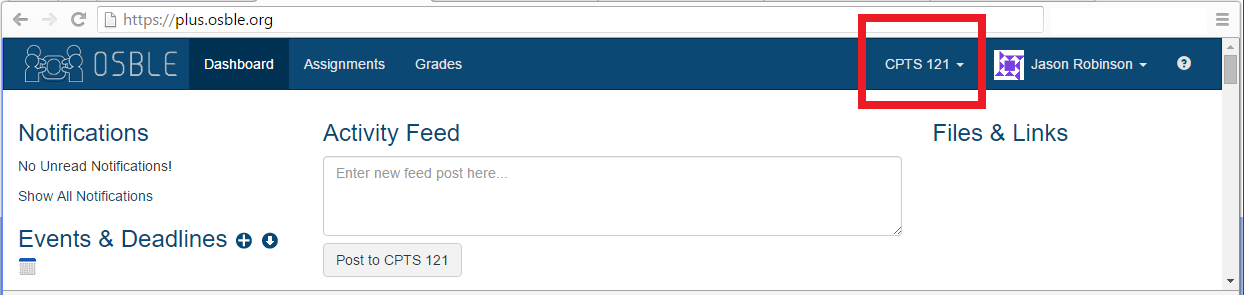 https://plus.osble.org
OSBLE Dashboard Assignments Grades CPTS 121 Jason Robinson
Notifications
No Unread Notifications!
Show All Notifications
Events & Deadlines
Activity Feed
Enter new feed post here...
Post to CPTS 121
Files & Links